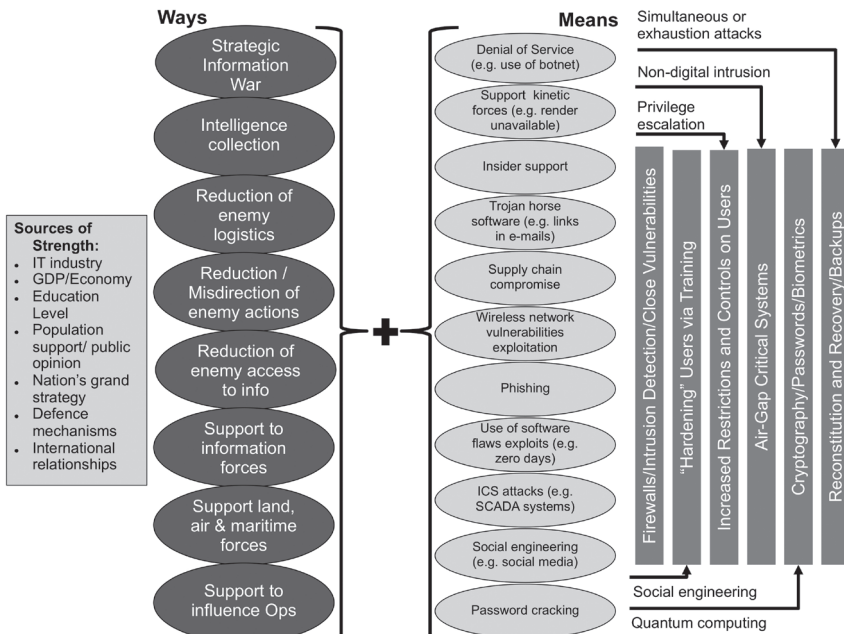 Ways
Strategic
Information
War
Intelligence
collection
Reduction of
enemy
logistics
Reduction /
Misdirection of
enemy actions
Reduction of
enemy access
to info
Support to
information
forces
Support land,
air & maritime
forces
Support to
influence Ops
Sources of
Strength:
• IT industry
• GDP/Economy
• Education
Level
• Population
support/ public
opinion
• Nation's grand
strategy
• Defence
mechanisms
• International
relationships
+
Means
Denial of Service
(e.g. use of botnet)
Support kinetic
forces (e.g. render
unavailable)
Insider support
Trojan horse
software (e.g. links
in e-mails)
Supply chain
compromise
Wireless network
vulnerabilities
exploitation
Phishing
Use of software
flaws exploits (e.g.
zero days)
ICS attacks (e.g.
SCADA systems)
Social engineering
(e.g. social media)
Password cracking
Simultaneous or
exhaustion attacks
Non-digital intrusion
Privilege
escalation
Firewalls/Intrusion Detection/Close Vulnerabilities
“Hardening” Users via Training
Increased Restrictions and Controls on Users
Air-Gap Critical Systems
Cryptography/Passwords/Biometrics
Reconstitution and Recovery/Backups
Social engineering
Quantum computing